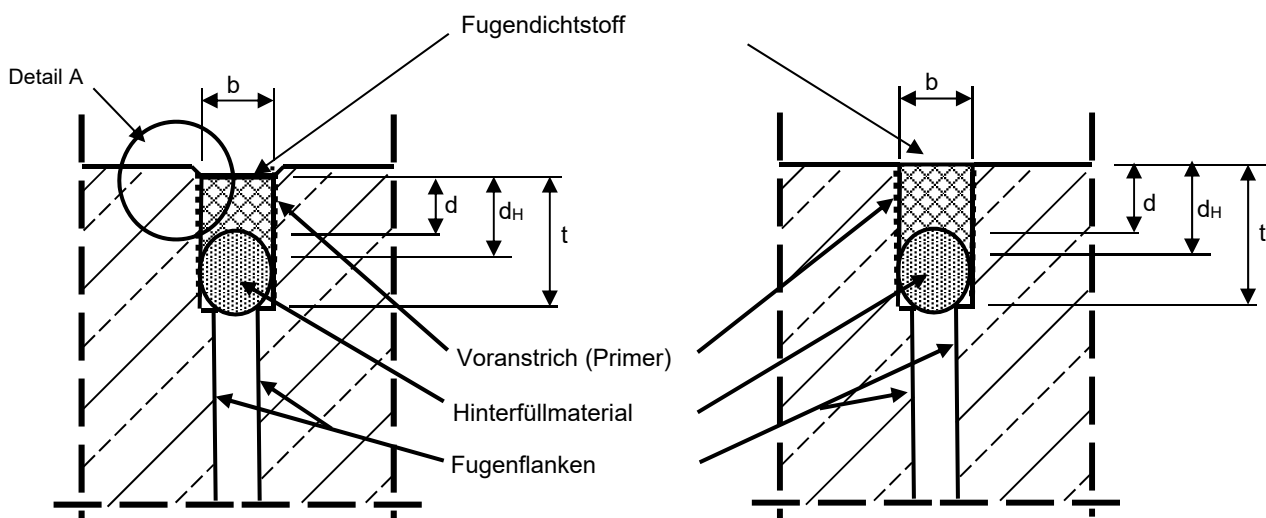 Fugendichtstoff
Detail A
b
b
d
dH
t
d
dH
t
Voranstrich (Primer)
Hinterfüllmaterial
Fugenflanken